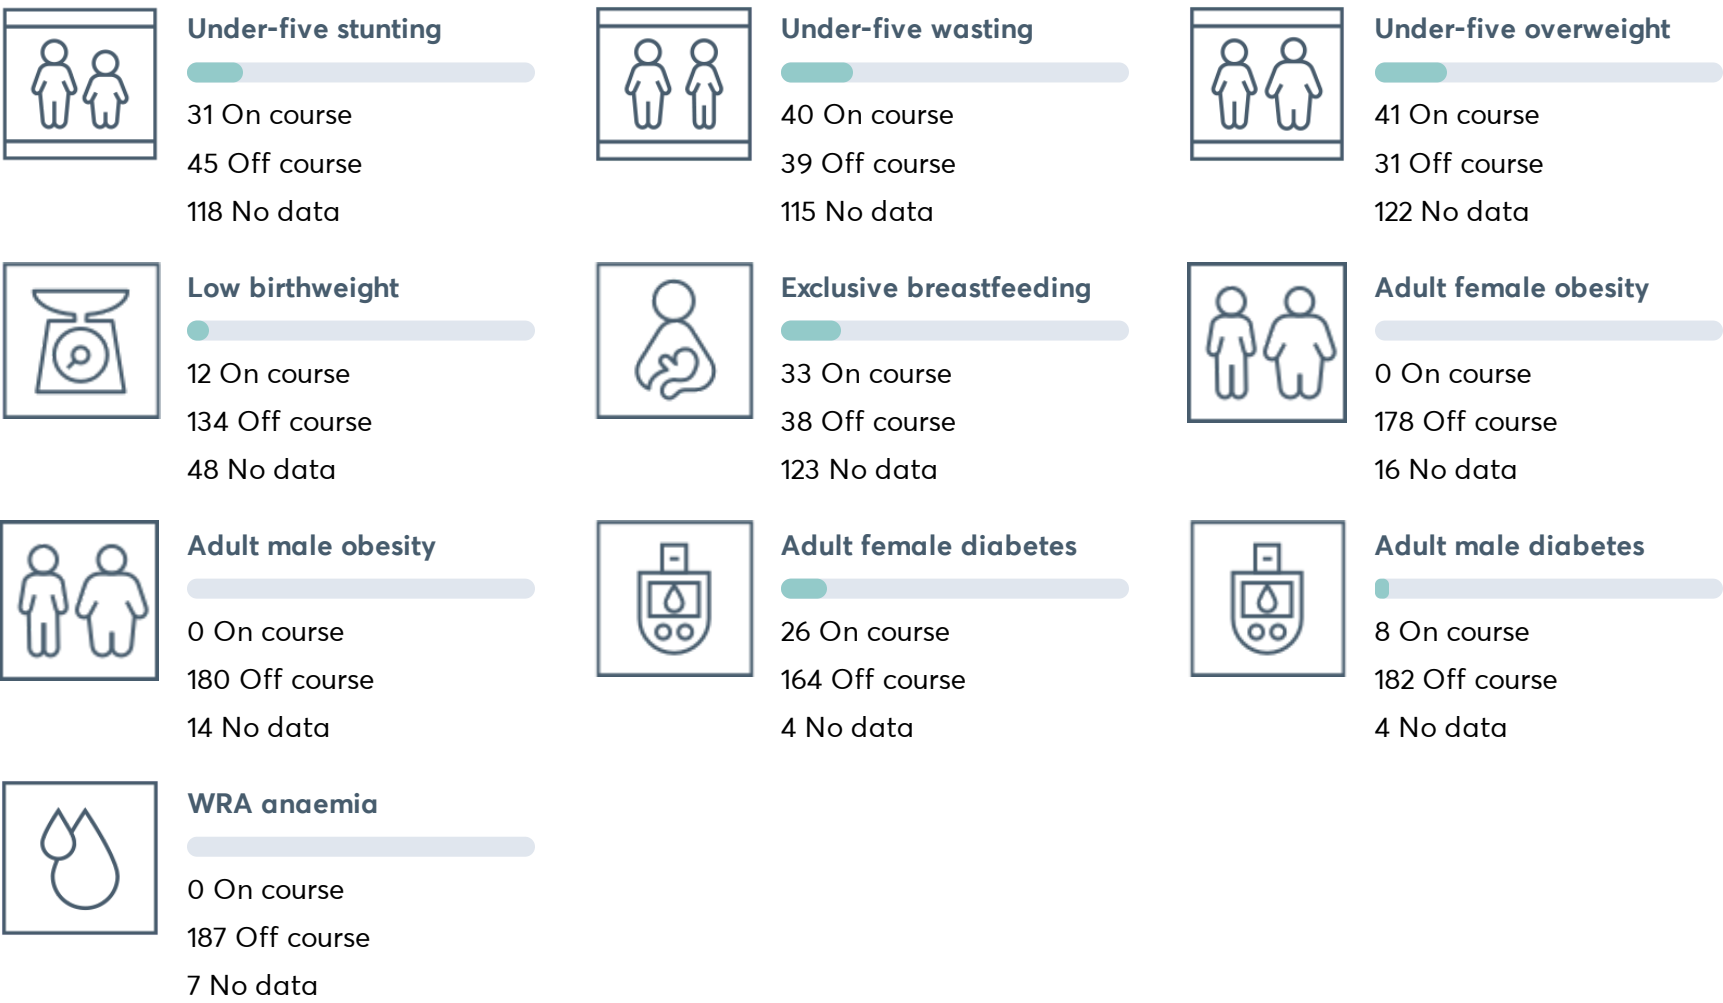 Under-five stunting
31 On course
45 Off course
118 No data
Under-five wasting
40 On course
39 Off course
115 No data
Under-five overweight
41 On course
31 Off course
122 No data
Low birthweight
12 On course
134 Off course
48 No data
Exclusive breastfeeding
33 On course
38 Off course
123 No data
Adult female obesity
0 On course
178 Off course
16 No data
Adult male obesity
0 On course
180 Off course
14 No data
Adult female diabetes
26 On course
164 Off course
4 No data
Adult male diabetes
8 On course
182 Off course
4 No data
WRA anaemia
0 On course
187 Off course
7 No data